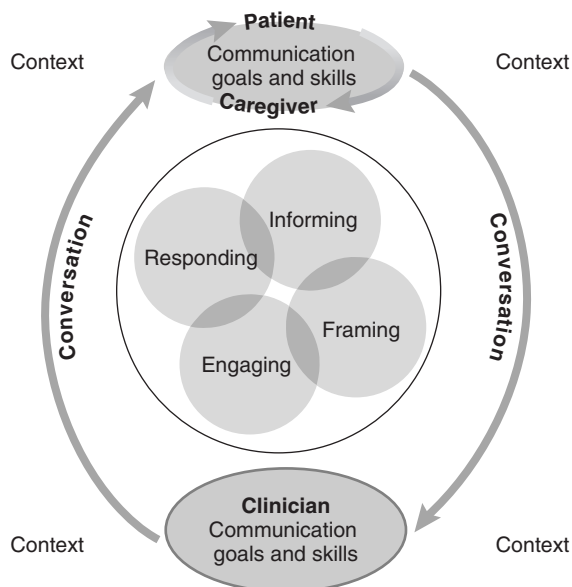 Patient
Context
Communication
goals and skills
Context
Caregiver
Informing
Responding
Conversation
Conversation
Framing
Engaging
Clinician
Communication
goals and skills
Context
Context